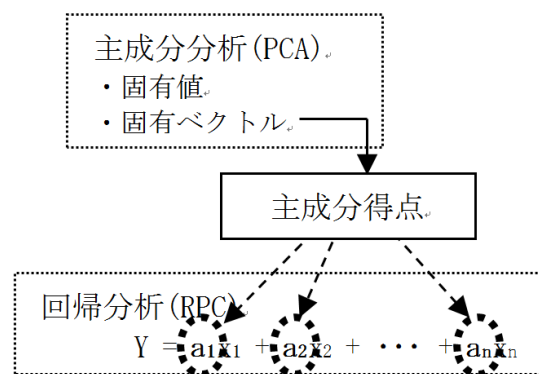 主成分分析(PCA)
・固有値
・固有ベクトル
主成分得点
回帰分析(RPC)
Y = a1x1 + a2x2 + ･･･ + anxn